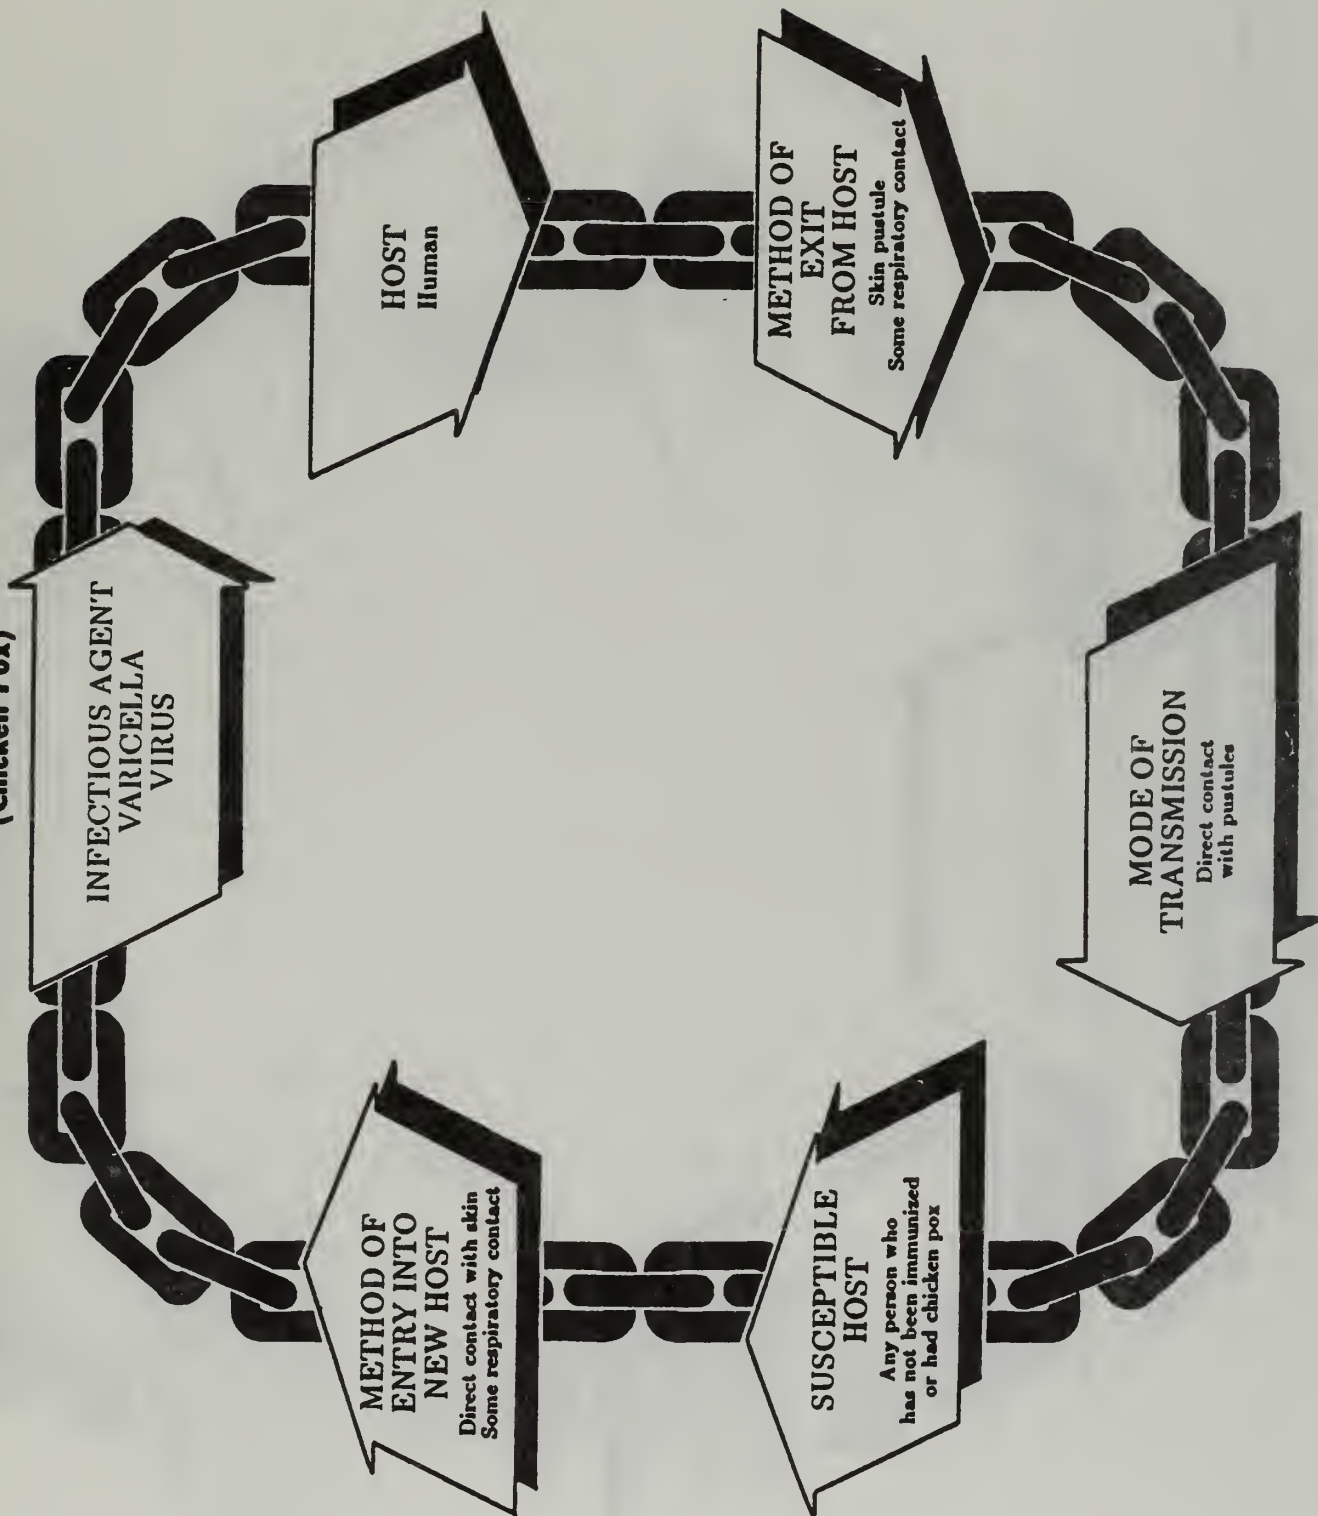 (Chicken Pox)
INFECTIOUS AGENT
VARICELLA
VIRUS
HOST
Human
METHOD OF
EXIT
FROM HOST
Skin pustule
Some respiratory contact
MODE OF
TRANSMISSION
Direct contact
with pustules
SUSCEPTIBLE
HOST
Any person who
has not been immunized
or had chicken pox
METHOD OF
ENTRY INTO
NEW HOST
Direct contact with skin
Some respiratory contact